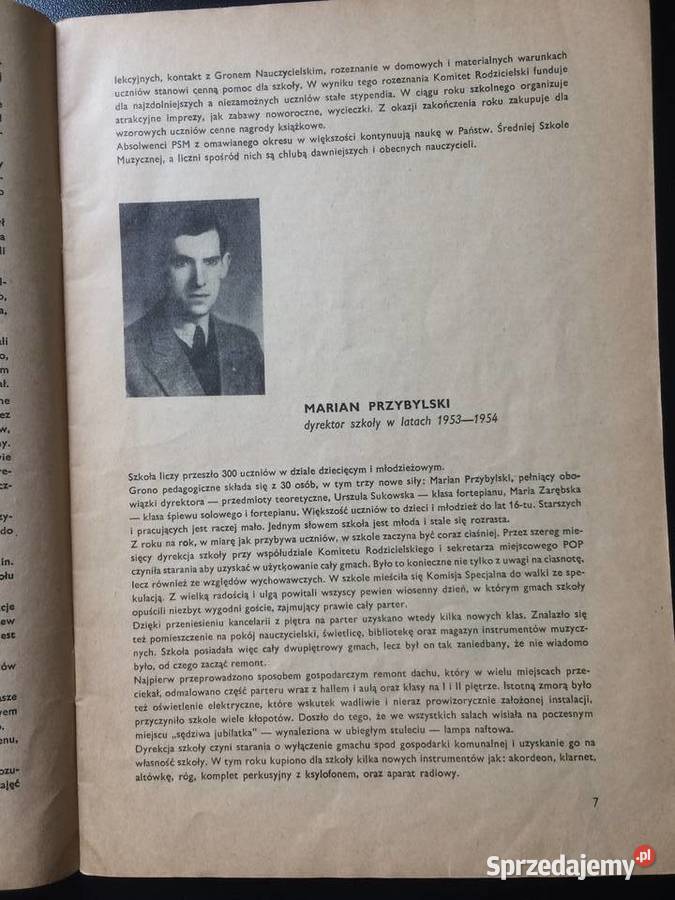 lekcyjnych, kontakt z Gronem Nauczycielskim, rozeznanie w domowych i materialnych warunkach
uczniów stanowi cenną pomoc dla szkoły. W wyniku tego rozeznania Komitet Rodzicielski funduje
dla najzdolniejszych a niezamożnych uczniów stałe stypendia. W ciągu roku szkolnego organizuje
atrakcyjne imprezy, jak zabawy noworoczne, wycieczki. Z okazji zakończenia roku zakupuje dla
wzorowych uczniów cenne nagrody książkowe.
Absolwenci PSM z omawianego okresu w większości kontynuują naukę w Państw. Średniej Szkole
Muzycznej, a liczni spośród nich są chlubą dawniejszych i obecnych nauczycieli.
MARIAN PRZYBYLSKI
dyrektor szkoły w latach 1953—1954
Szkoła liczy przeszło 300 uczniów w dziale dziecięcym i młodzieżowym.
Grono pedagogiczne składa się z 30 osób, w tym trzy nowe siły: Marian Przybylski, pełniący obo-
wiązki dyrektora — przedmioty teoretyczne, Urszula Sukowska — klasa fortepianu, Maria Zarębska
— klasa śpiewu solowego i fortepianu. Większość uczniów to dzieci i młodzież do lat 16-tu. Starszych
i pracujących jest raczej mało. Jednym słowem szkoła jest młoda i stale się rozrasta.
Z roku na rok, w miarę jak przybywa uczniów, w szkole zaczyna być coraz ciaśniej. Przez szereg mie-
sięcy dyrekcja szkoły przy współudziale Komitetu Rodzicielskiego i sekretarza miejscowego POP
czyniła starania aby uzyskać w użytkowanie cały gmach. Było to konieczne nie tylko z uwagi na ciasnotę,
lecz również ze względów wychowawczych. W szkole mieściła się Komisja Specjalna do walki ze spe-
kulacją. Z wielką radością i ulgą powitali wszyscy pewien wiosenny dzień, w którym gmach szkoły
opuścili niezbyt wygodni goście, zajmujący prawie cały parter.
Dzięki przeniesieniu kancelarii z piętra na parter uzyskano wtedy kilka nowych klas. Znalazło się
też pomieszczenie na pokój nauczycielski, świetlicę, bibliotekę oraz magazyn instrumentów muzycz-
nych. Szkoła posiadała więc cały dwupiętrowy gmach, lecz był on tak zaniedbany, że nie wiadomo
było, od czego zacząć remont.
Najpierw przeprowadzono sposobem gospodarczym remont dachu, który w wielu miejscach prze-
ciekał, odmalowano część parteru wraz z hallem i aulą oraz klasy na I i II piętrze. Istotną zmorą było
też oświetlenie elektryczne, które wskutek wadliwie i nieraz prowizorycznie założonej instalacji,
przyczyniło szkole wiele kłopotów. Doszło do tego, że we wszystkich salach wisiała na poczesnym
miejscu „sędziwa jubilatka" — wynaleziona w ubiegłym stuleciu — lampa naftowa.
Dyrekcja szkoły czyni starania o wyłączenie gmachu spod gospodarki komunalnej i uzyskanie go na
własność szkoły. W tym roku kupiono dla szkoły kilka nowych instrumentów jak: akordeon, klarnet,
altówkę, róg, komplet perkusyjny z ksylofonem, oraz aparat radiowy.
7
Sprzedajemy.pl